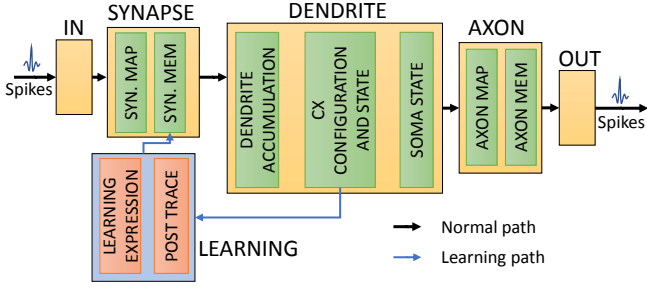 SYNAPSE
DENDRITE
AXON
IN
OUT
Spikes
SYN. MAP
SYN. MEM
DENDRITE
ACCUMULATION
CX
CONFIGURATION
AND STATE
SOMA STATE
AXON MAP
AXON MEM
Spikes
LEARNING
EXPRESSION
POST TRACE
LEARNING
Normal path
Learning path